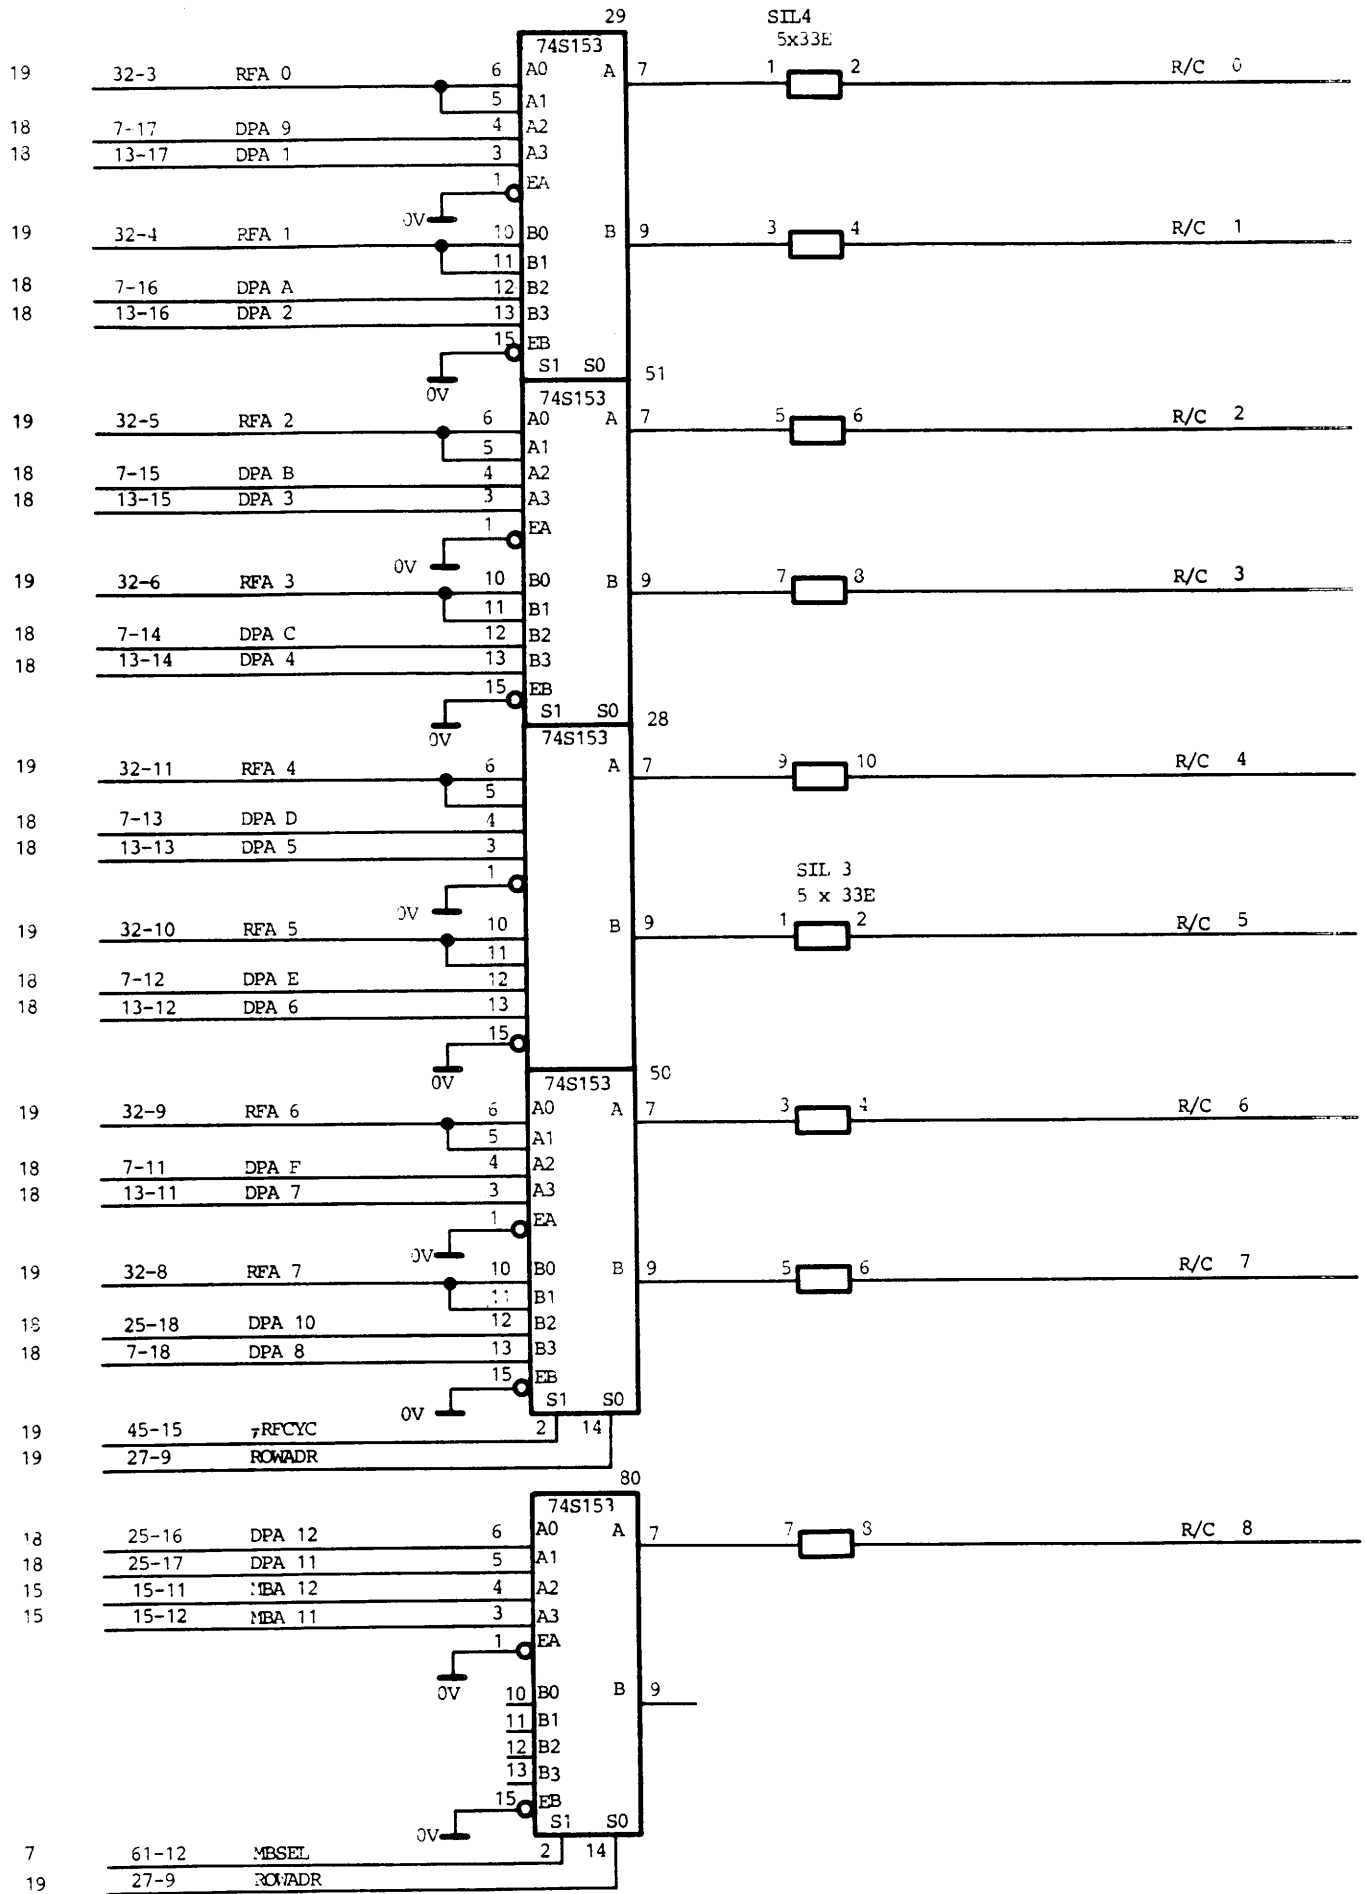 29 SIL4
74S153 5x33E
19 32-3 RFA 0 6 A0 A 7 1 2 R/C 0
5 A1
18 7-17 DPA 9 4 A2
18 13-17 DPA 1 3 A3
1 EA
0V
19 32-4 RFA 1 10 B0 B 9 3 4 R/C 1
11 B1
18 7-16 DPA A 12 B2
18 13-16 DPA 2 13 B3
15 EB
0V S1 S0 51
74S153
19 32-5 RFA 2 6 A0 A 7 5 6 R/C 2
5 A1
18 7-15 DPA B 4 A2
18 13-15 DPA 3 3 A3
1 EA
0V
19 32-6 RFA 3 10 B0 B 9 7 8 R/C 3
11 B1
18 7-14 DPA C 12 B2
18 13-14 DPA 4 13 B3
15 EB
0V S1 S0 28
74S153
19 32-11 RFA 4 6 A 7 9 10 R/C 4
5
18 7-13 DPA D 4
18 13-13 DPA 5 3
1 SIL 3
0V 5 x 33E
19 32-10 RFA 5 10 B 9 1 2 R/C 5
11
18 7-12 DPA E 12
18 13-12 DPA 6 13
15
0V 50
74S153
19 32-9 RFA 6 6 A0 A 7 3 4 R/C 6
5 A1
18 7-11 DPA F 4 A2
18 13-11 DPA 7 3 A3
1 EA
0V
19 32-8 RFA 7 10 B0 B 9 5 6 R/C 7
11 B1
18 25-18 DPA 10 12 B2
18 7-18 DPA 8 13 B3
15 EB
0V S1 S0
19 45-15 ¬RFCYC 2 14
19 27-9 ROWADR
80
74S153
18 25-16 DPA 12 6 A0 A 7 7 8 R/C 8
18 25-17 DPA 11 5 A1
15 15-11 MBA 12 4 A2
15 15-12 MBA 11 3 A3
1 EA
0V
10 B0 B 9
11 B1
12 B2
13 B3
15 EB
0V S1 S0
7 61-12 MBSEL 2 14
19 27-9 ROWADR